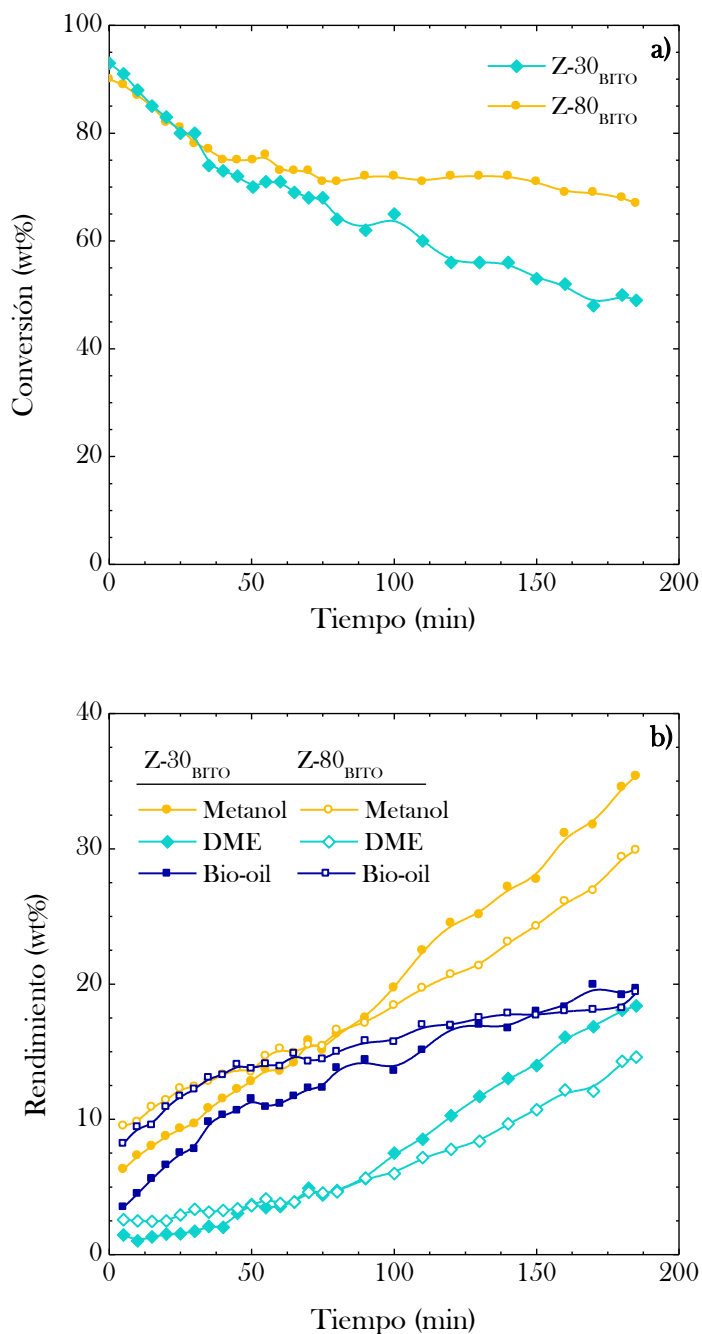 100
80
60
40
20
0
Conversión (wt%)
a)
Z-30BITO
Z-80BITO
0 50 100 150 200
Tiempo (min)
40
30
20
10
0
Rendimiento (wt%)
b)
Z-30BITO Z-80BITO
Metanol Metanol
DME DME
Bio-oil Bio-oil
0 50 100 150 200
Tiempo (min)